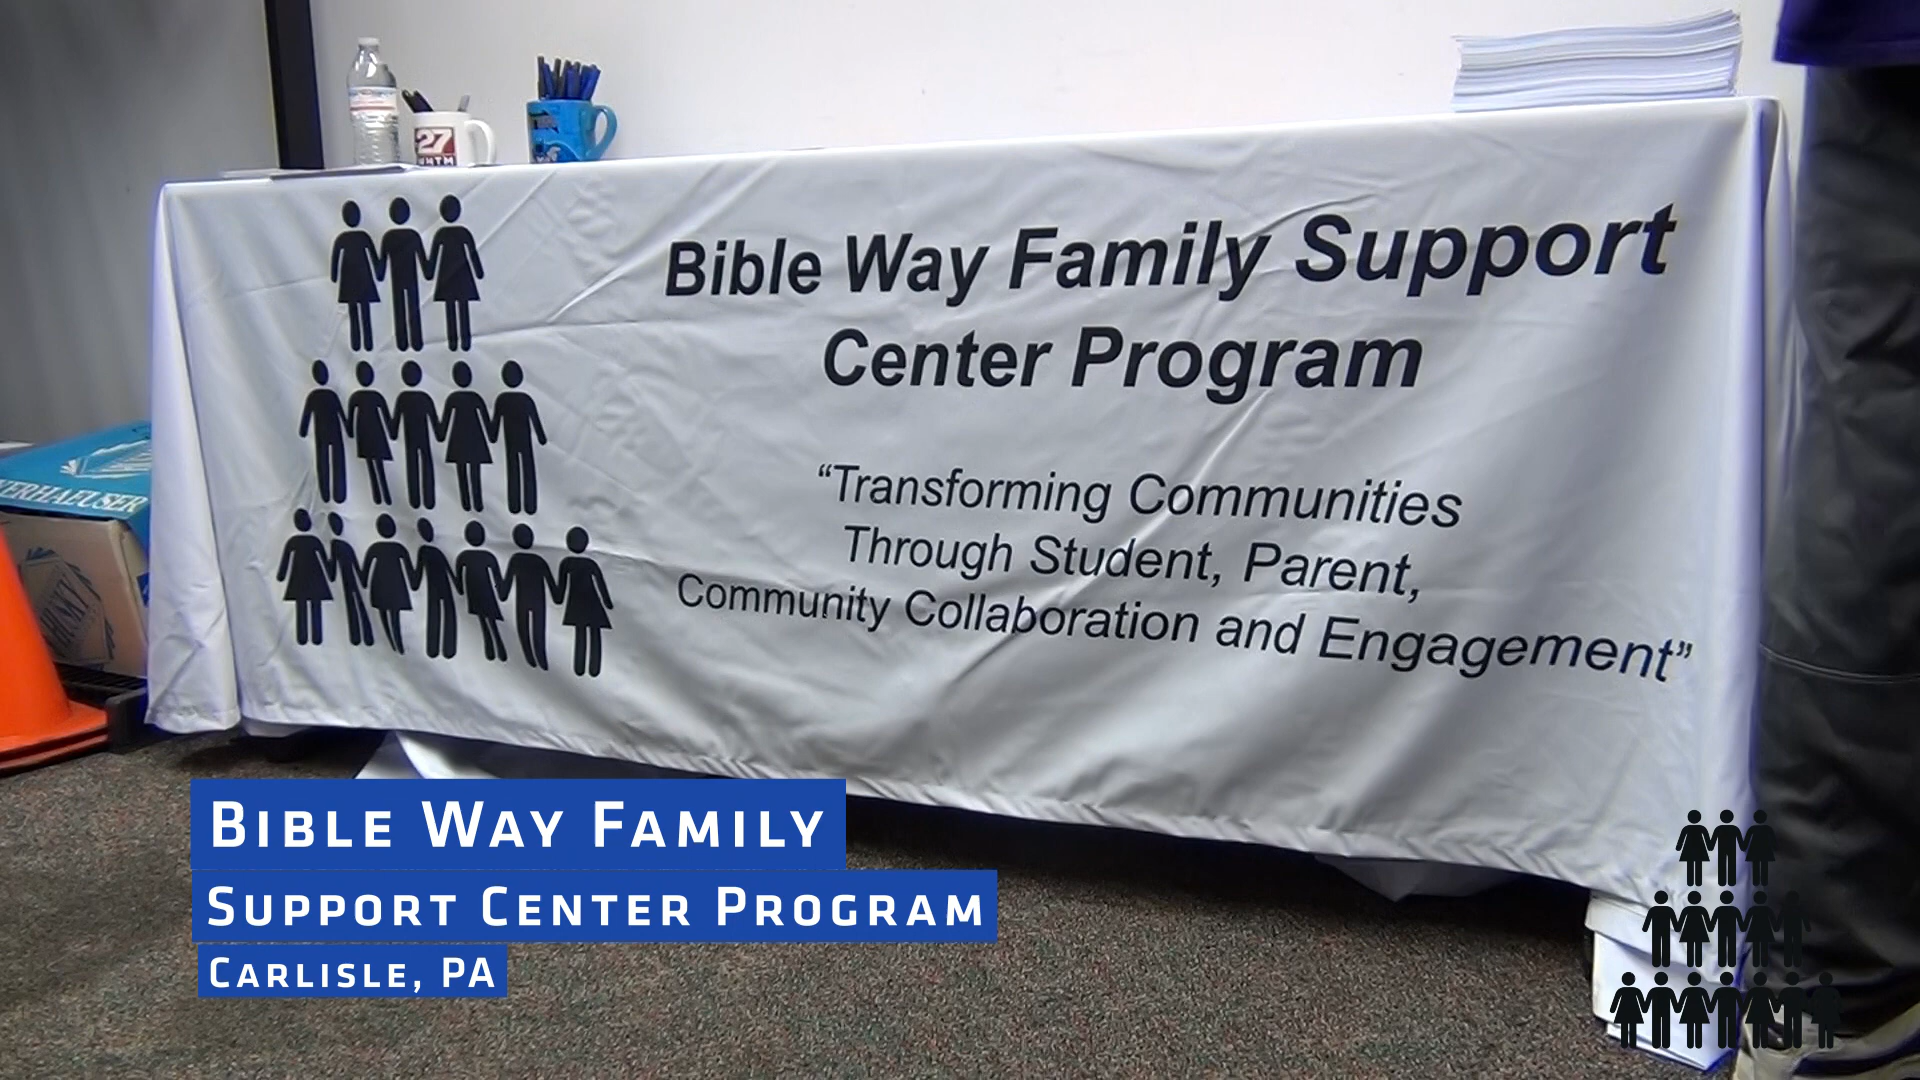 27
WHTM
Bible Way Family Support
Center Program
“Transforming Communities
Through Student, Parent,
Community Collaboration and Engagement”
BIBLE WAY FAMILY
SUPPORT CENTER PROGRAM
CARLISLE, PA